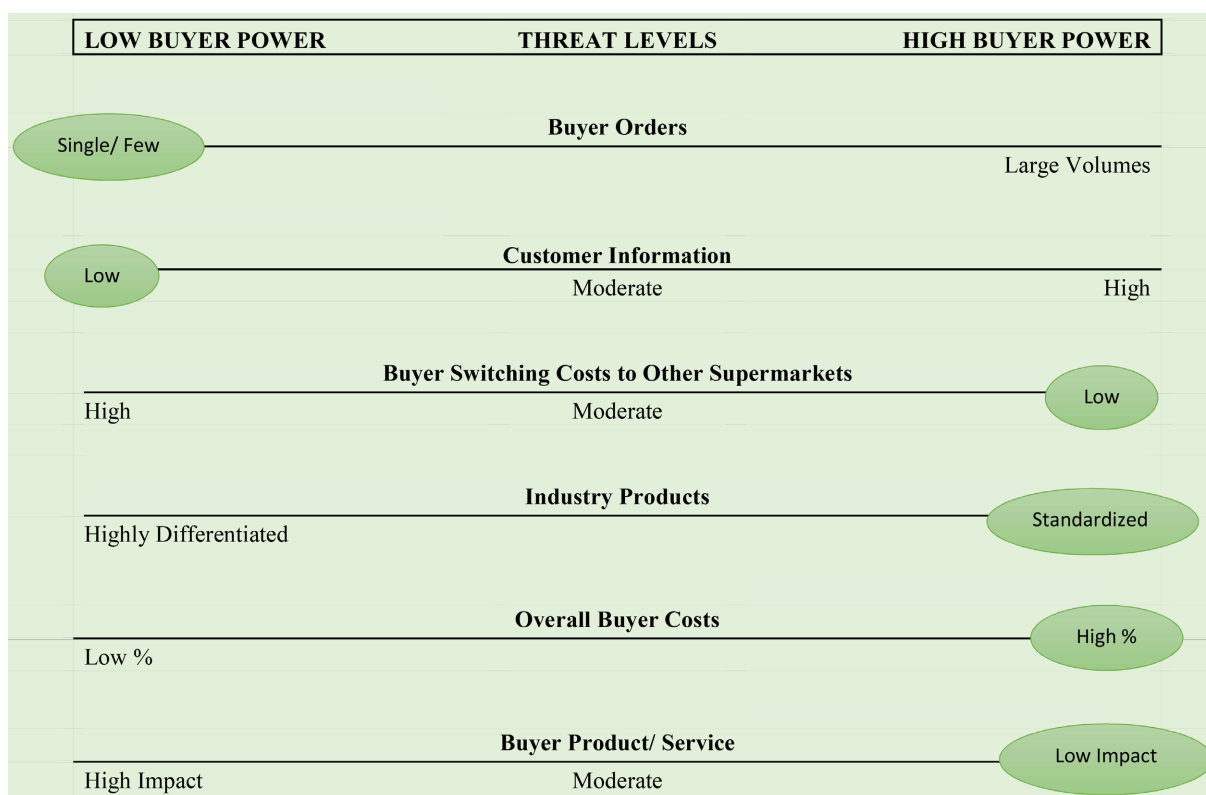 LOW BUYER POWER THREAT LEVELS HIGH BUYER POWER
Buyer Orders
Single/ Few
Large Volumes
Customer Information
Low
Moderate High
Buyer Switching Costs to Other Supermarkets
Low
High Moderate
Industry Products
Standardized
Highly Differentiated
Overall Buyer Costs
High %
Low %
Buyer Product/ Service
Low Impact
High Impact Moderate